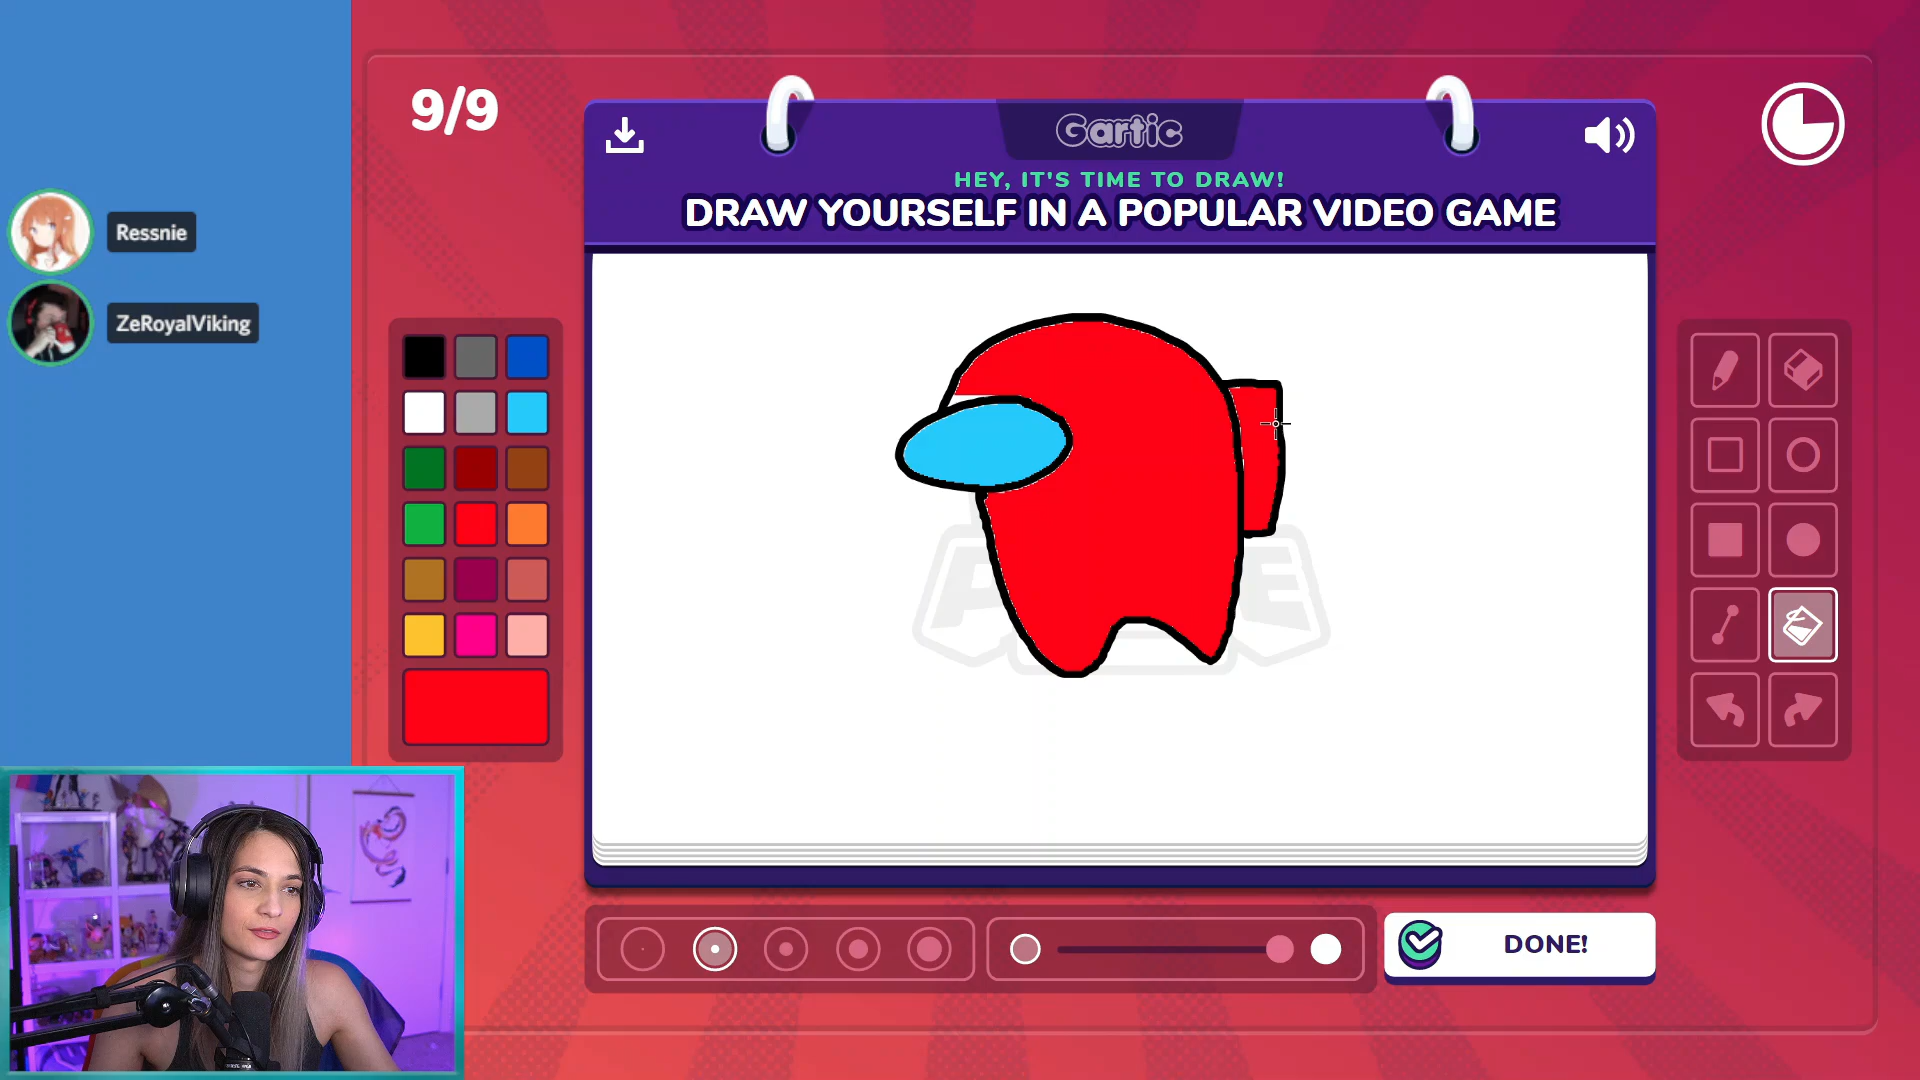 9/9
Gartic
HEY, IT'S TIME TO DRAW!
DRAW YOURSELF IN A POPULAR VIDEO GAME
Ressnie
ZeRoyalViking
DONE!